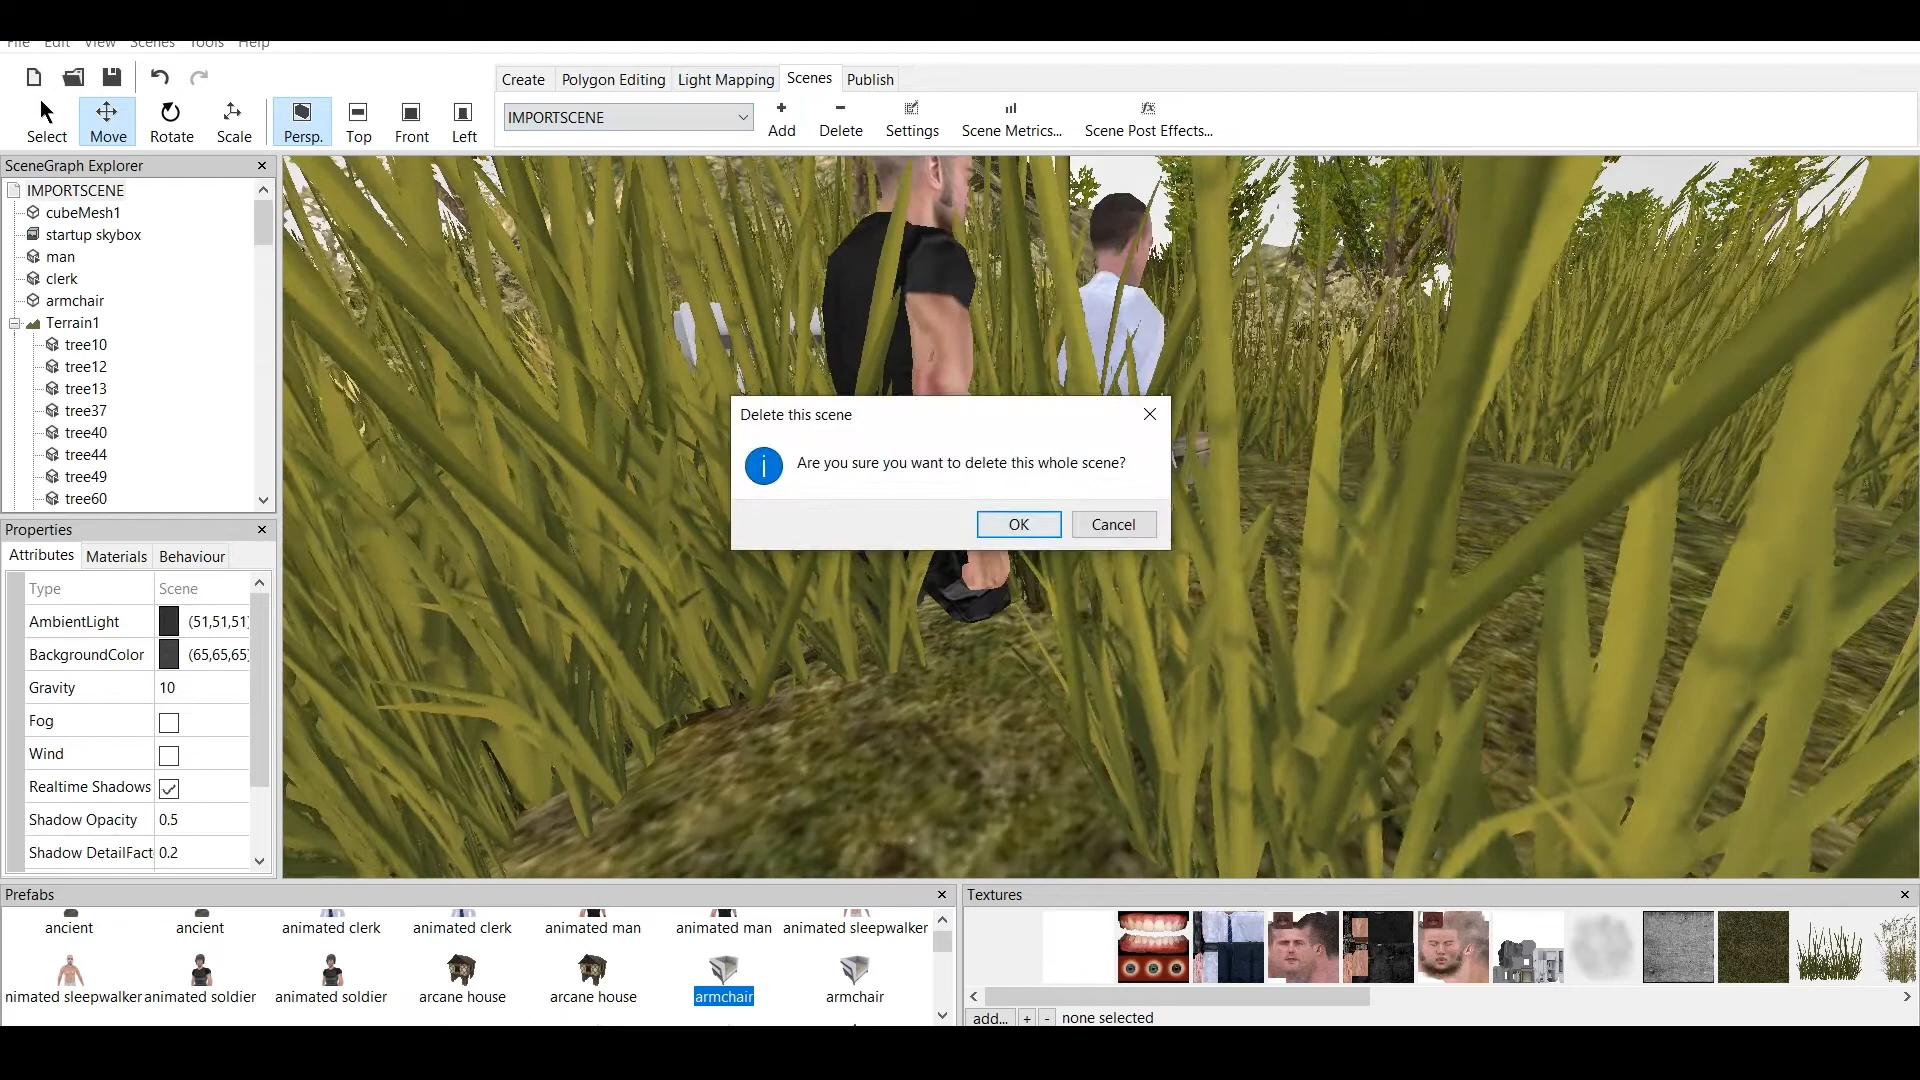 File Edit View Scenes Tools Help
Create Polygon Editing Light Mapping Scenes Publish
IMPORTSCENE
Select Move Rotate Scale Persp. Top Front Left
Add Delete Settings Scene Metrics... Scene Post Effects...
SceneGraph Explorer
IMPORTSCENE
cubeMesh1
startup skybox
man
clerk
armchair
Terrain1
tree10
tree12
tree13
tree37
tree40
tree44
tree49
tree60
Delete this scene
Are you sure you want to delete this whole scene?
OK Cancel
Properties
Attributes Materials Behaviour
Type Scene
AmbientLight (51,51,51)
BackgroundColor (65,65,65)
Gravity 10
Fog
Wind
Realtime Shadows
Shadow Opacity 0.5
Shadow DetailFact 0.2
Prefabs
ancient ancient animated clerk animated clerk animated man animated man animated sleepwalker
nimated sleepwalker animated soldier animated soldier arcane house arcane house armchair armchair
Textures
add... + - none selected